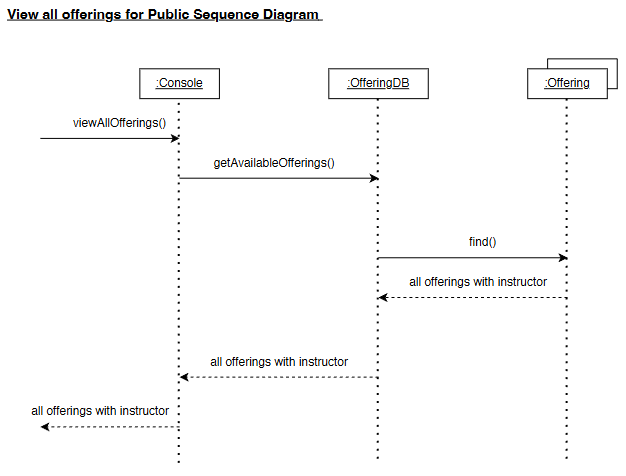 View all offerings for Public Sequence Diagram
:Console
:OfferingDB
:Offering
viewAllOfferings()
getAvailableOfferings()
find()
all offerings with instructor
all offerings with instructor
all offerings with instructor